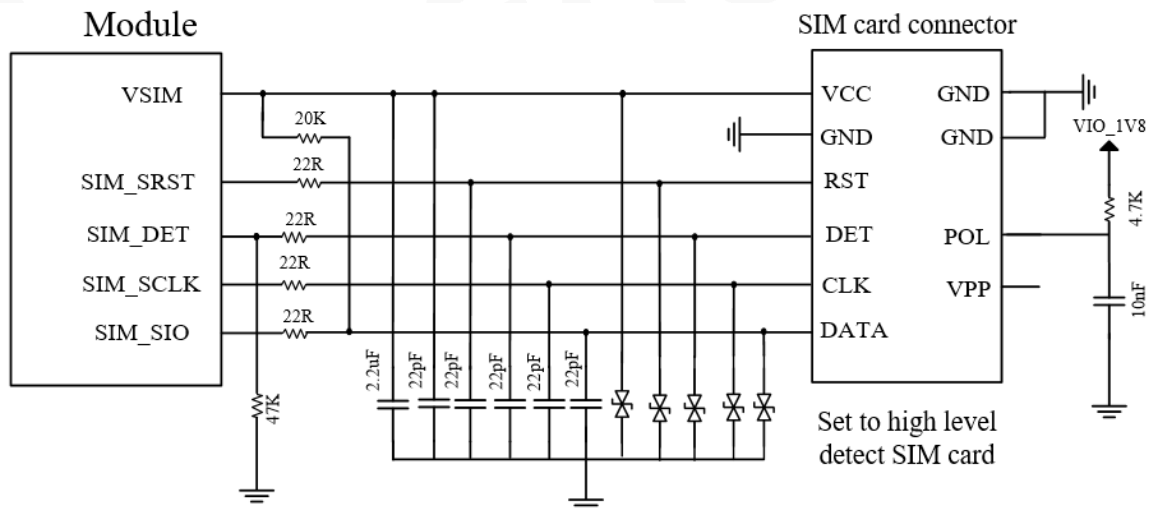 Module
SIM card connector
VSIM
VCC
GND
VIO_1V8
20K
GND
GND
22R
SIM_SRST
RST
4.7K
22R
SIM_DET
DET
POL
22R
SIM_SCLK
CLK
VPP
10nF
22R
SIM_SIO
DATA
2.2uF
22pF
22pF
22pF
22pF
22pF
47K
Set to high level
detect SIM card